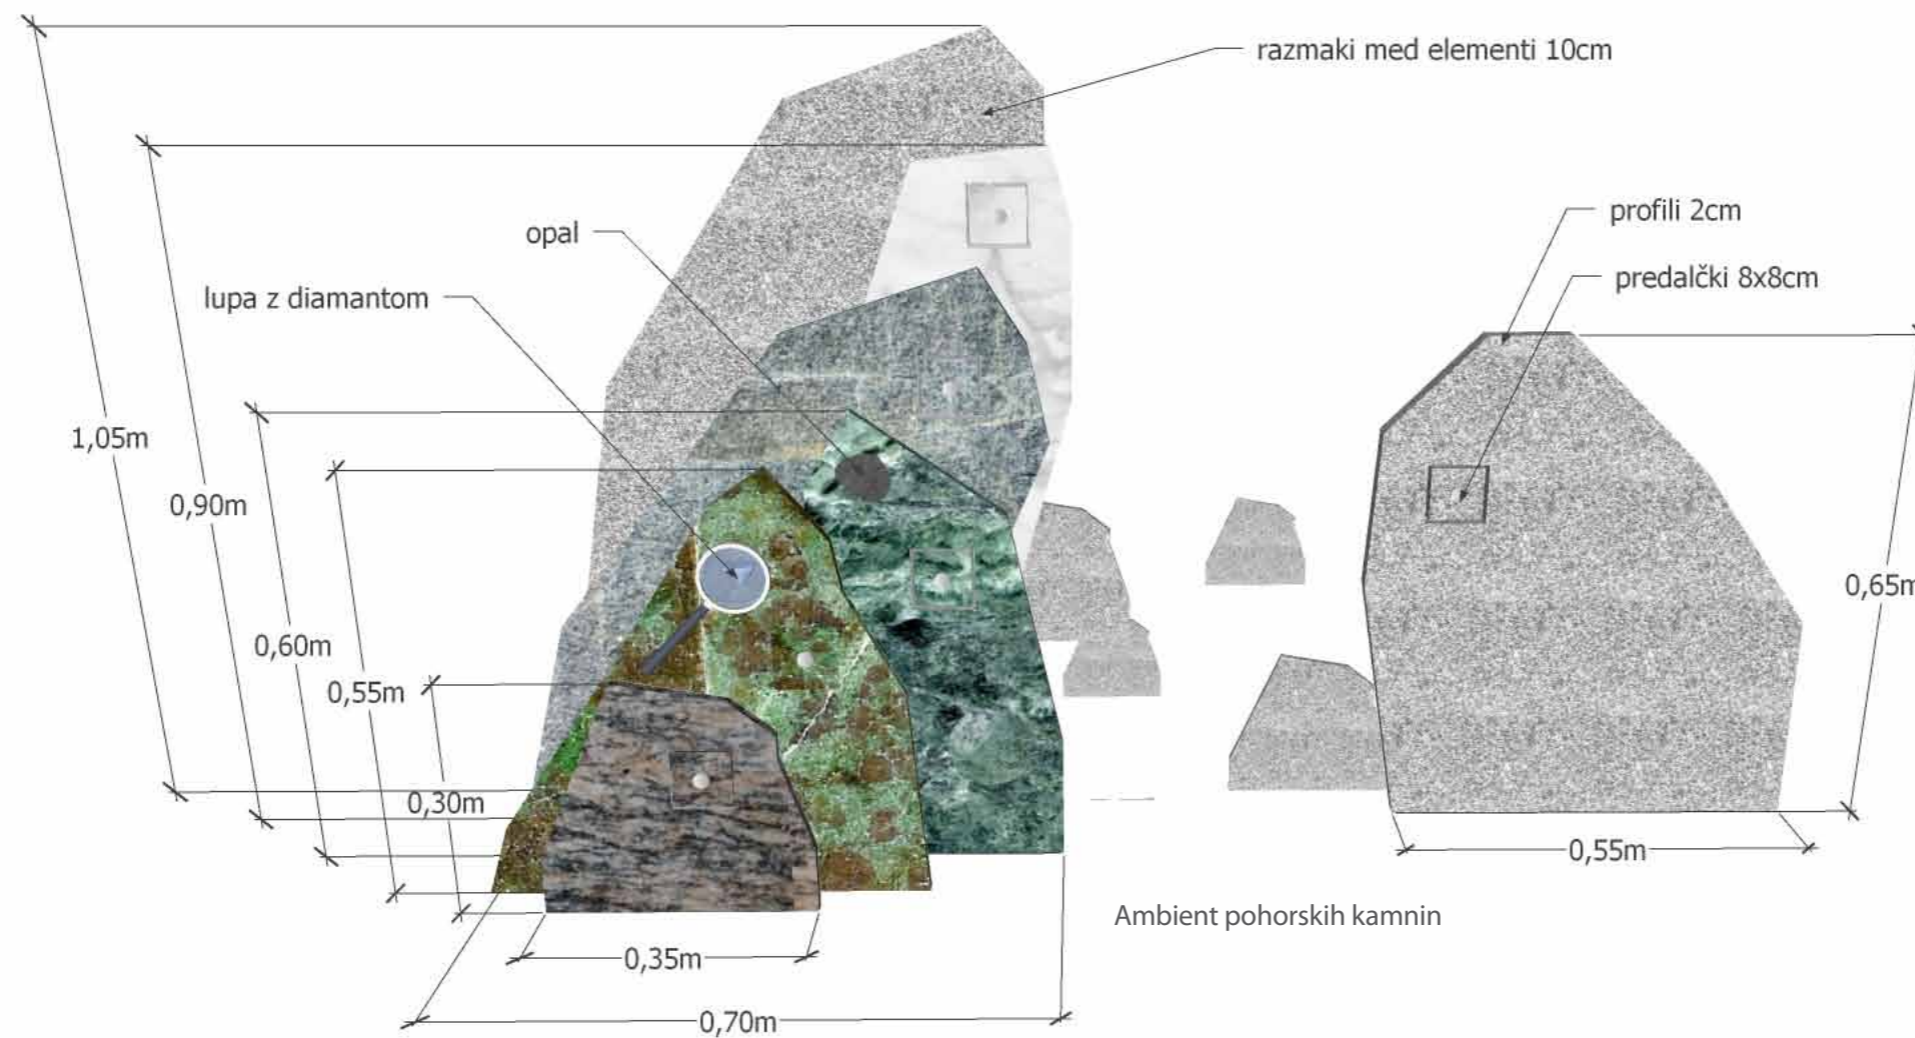 razmaki med elementi 10cm
opal
lupa z diamantom
profili 2cm
predalčki 8x8cm
1,05m
0,90m
0,60m
0,55m
0,30m
0,35m
0,70m
0,65m
0,55m
Ambient pohorskih kamnin